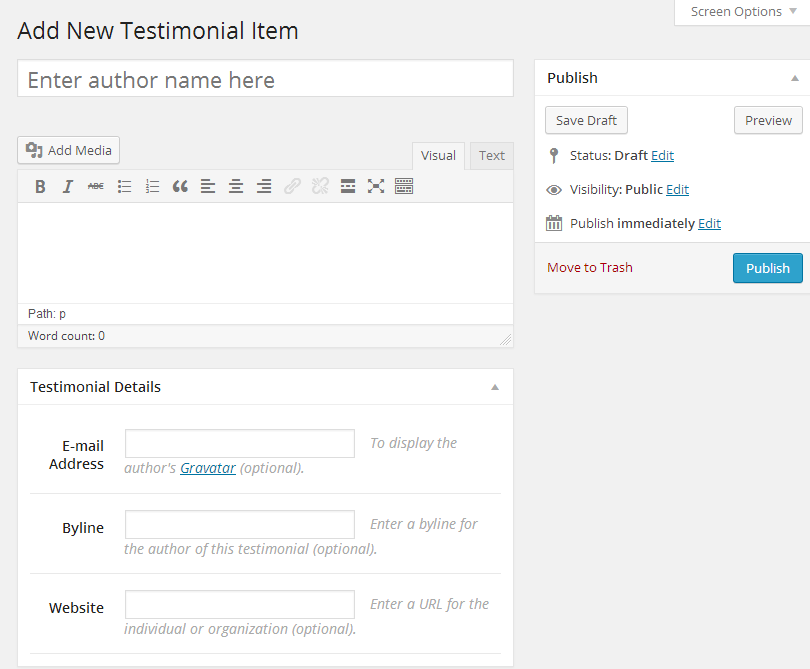 Screen Options
Add New Testimonial Item
Enter author name here
Add Media
Visual
Text
B I ABC
Path: p
Word count: 0
Testimonial Details
E-mail
Address
To display the
author's Gravatar (optional).
Byline
Enter a byline for
the author of this testimonial (optional).
Website
Enter a URL for the
individual or organization (optional).
Publish
Save Draft
Preview
Status: Draft Edit
Visibility: Public Edit
Publish immediately Edit
Move to Trash
Publish